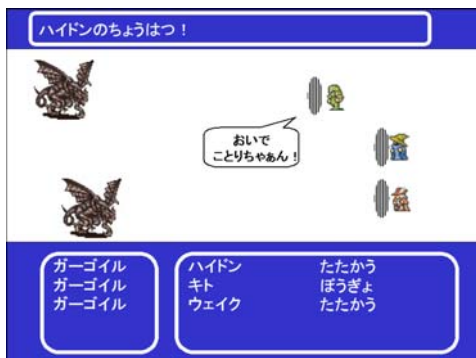 ハイドンのちょうはつ！
おいで
ことりちゃぁん！
ガーゴイル
ガーゴイル
ガーゴイル
ハイドン たたかう
キト ぼうぎょ
ウェイク たたかう